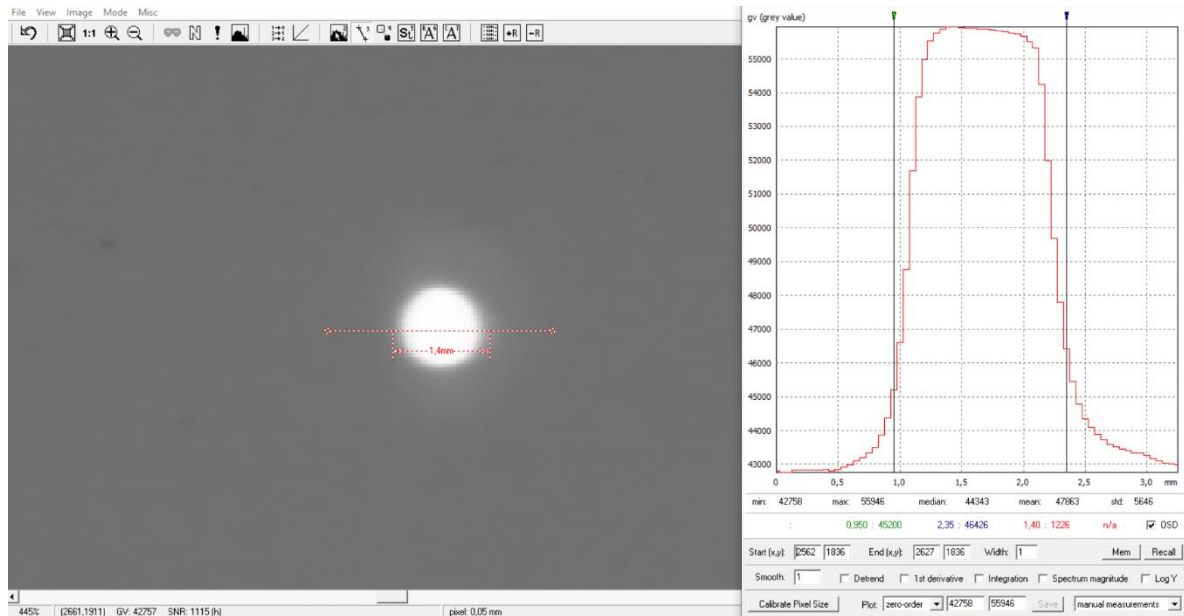 File View Image Mode Misc
1:1 N ! St A A +R -R
1,4mm
445% (2661,1911) GV: 42757 SNR: 1115 (h) pixel: 0,05 mm
gv (grey value)
55000
54000
53000
52000
51000
50000
49000
48000
47000
46000
45000
44000
43000
0 0,5 1,0 1,5 2,0 2,5 3,0 mm
min: 42758 max: 55946 median: 44343 mean: 47863 std: 5646
: 0.950 : 45200 2,35 : 46426 1,40 : 1226 n/a OSD
Start (x,y): 2562 1836 End (x,y): 2627 1836 Width: 1 Mem Recall
Smooth: 1 Detrend 1st derivative Integration Spectrum magnitude Log Y
Calibrate Pixel Size Plot: zero-order 42758 55946 Save manual measurements